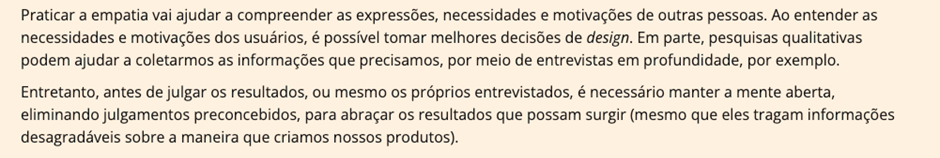 Praticar a empatia vai ajudar a compreender as expressões, necessidades e motivações de outras pessoas. Ao entender as
necessidades e motivações dos usuários, é possível tomar melhores decisões de design. Em parte, pesquisas qualitativas
podem ajudar a coletarmos as informações que precisamos, por meio de entrevistas em profundidade, por exemplo.
Entretanto, antes de julgar os resultados, ou mesmo os próprios entrevistados, é necessário manter a mente aberta,
eliminando julgamentos preconcebidos, para abraçar os resultados que possam surgir (mesmo que eles tragam informações
desagradáveis sobre a maneira que criamos nossos produtos).